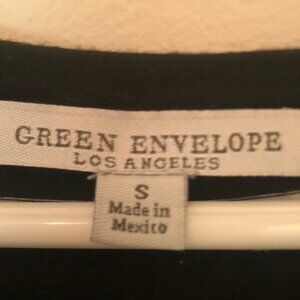 GREEN ENVELOPE
LOS ANGELES
S
Made in
Mexico